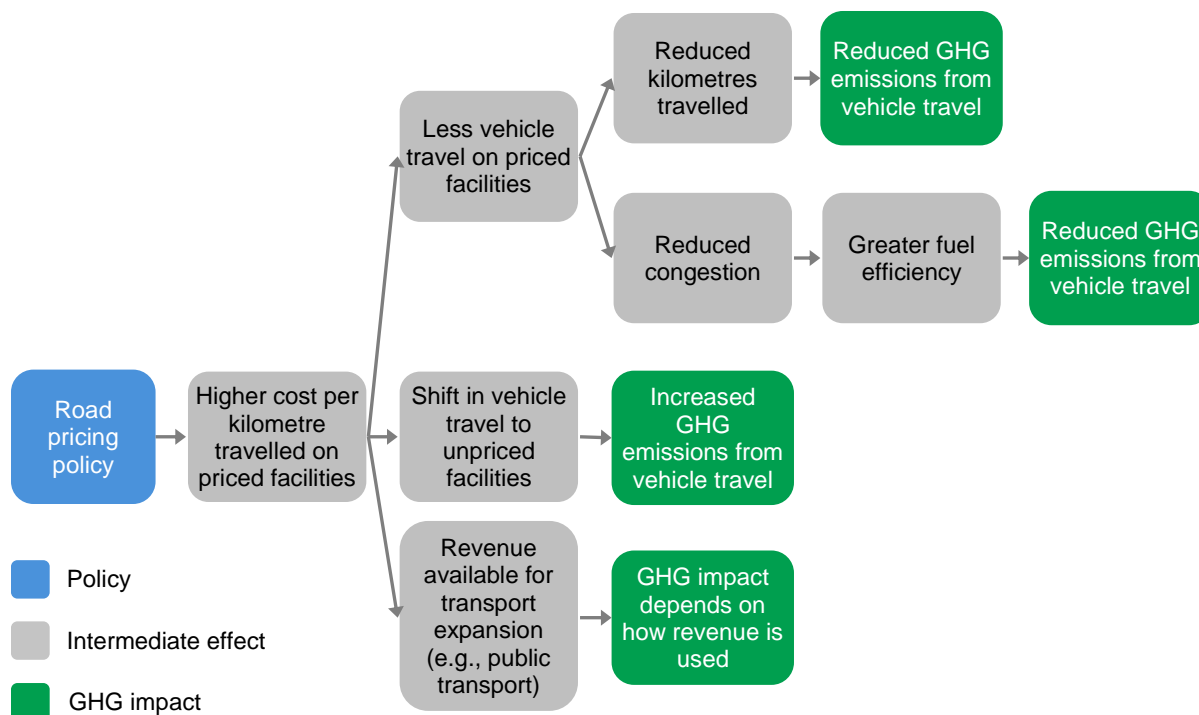 Reduced
kilometres
travelled
Reduced GHG
emissions from
vehicle travel
Less vehicle
travel on priced
facilities
Reduced
congestion
Greater fuel
efficiency
Reduced GHG
emissions from
vehicle travel
Road
pricing
policy
Higher cost per
kilometre
travelled on
priced facilities
Shift in vehicle
travel to
unpriced
facilities
Increased
GHG
emissions from
vehicle travel
Revenue
available for
transport
expansion
(e.g., public
transport)
GHG impact
depends on
how revenue is
used
Policy
Intermediate effect
GHG impact